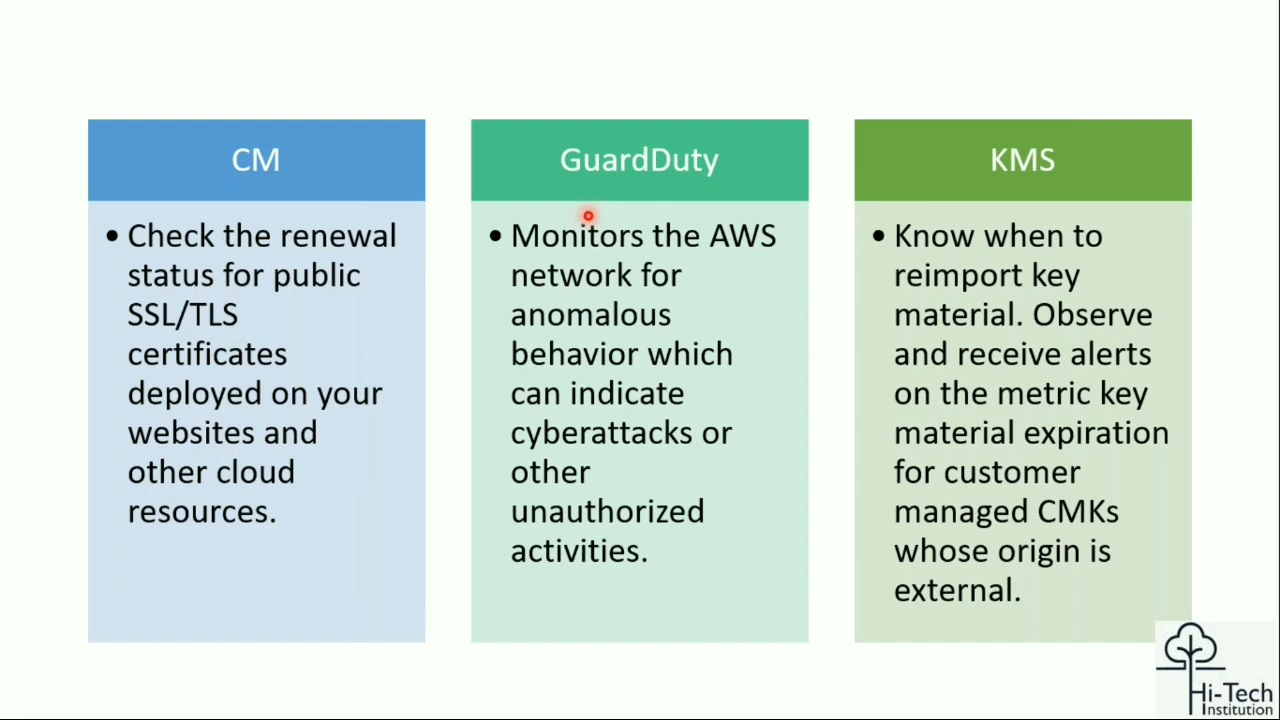 CM
• Check the renewal
status for public
SSL/TLS
certificates
deployed on your
websites and
other cloud
resources.
GuardDuty
• Monitors the AWS
network for
anomalous
behavior which
can indicate
cyberattacks or
other
unauthorized
activities.
KMS
• Know when to
reimport key
material. Observe
and receive alerts
on the metric key
material expiration
for customer
managed CMKs
whose origin is
external.
Hi-Tech
Institution